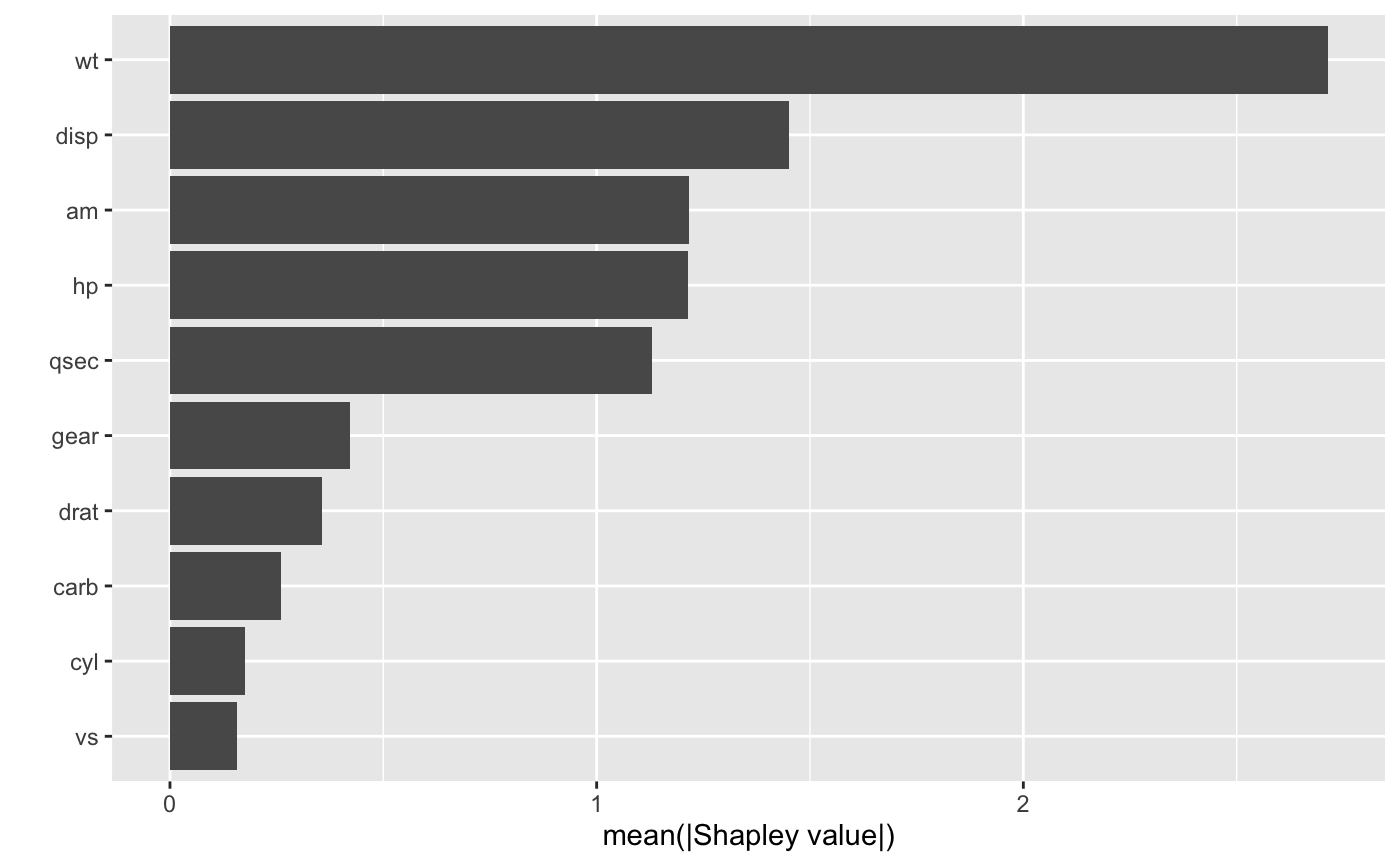 wt
disp
am
hp
qsec
gear
drat
carb
cyl
vs
0 1 2
mean(|Shapley value|)